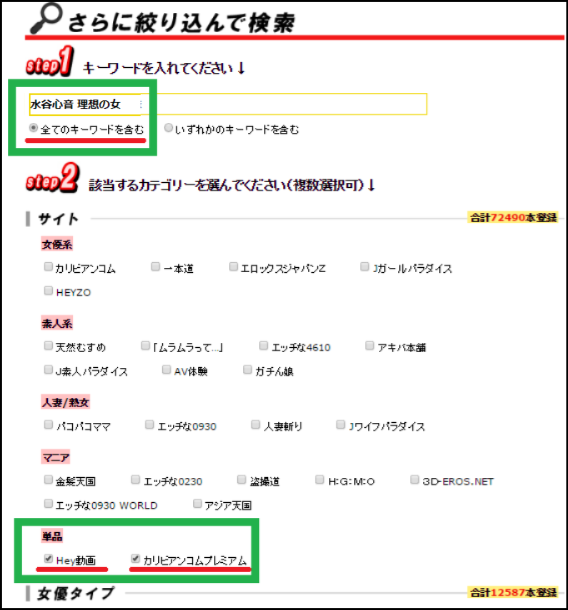 さらに絞り込んで検索
step1 キーワードを入れてください↓
水谷心音 理想の女
全てのキーワードを含む いずれかのキーワードを含む
step2 該当するカテゴリーを選んでください(複数選択可)↓
サイト 合計72490本登録
女優系
カリビアンコム 一本道 エロックスジャパンZ Jガールパラダイス
HEYZO
素人系
天然むすめ 「ムラムラって...」 エッチな4610 アキバ本舗
J素人パラダイス AV体験 ガチん娘
人妻/熟女
パコパコママ エッチな0930 人妻斬り Jワイフパラダイス
マニア
金髪天国 エッチな0230 盗撮道 H:G:M:O 3D-EROS.NET
エッチな0930 WORLD アジア天国
単品
Hey動画 カリビアンコムプレミアム
女優タイプ 合計12587本登録